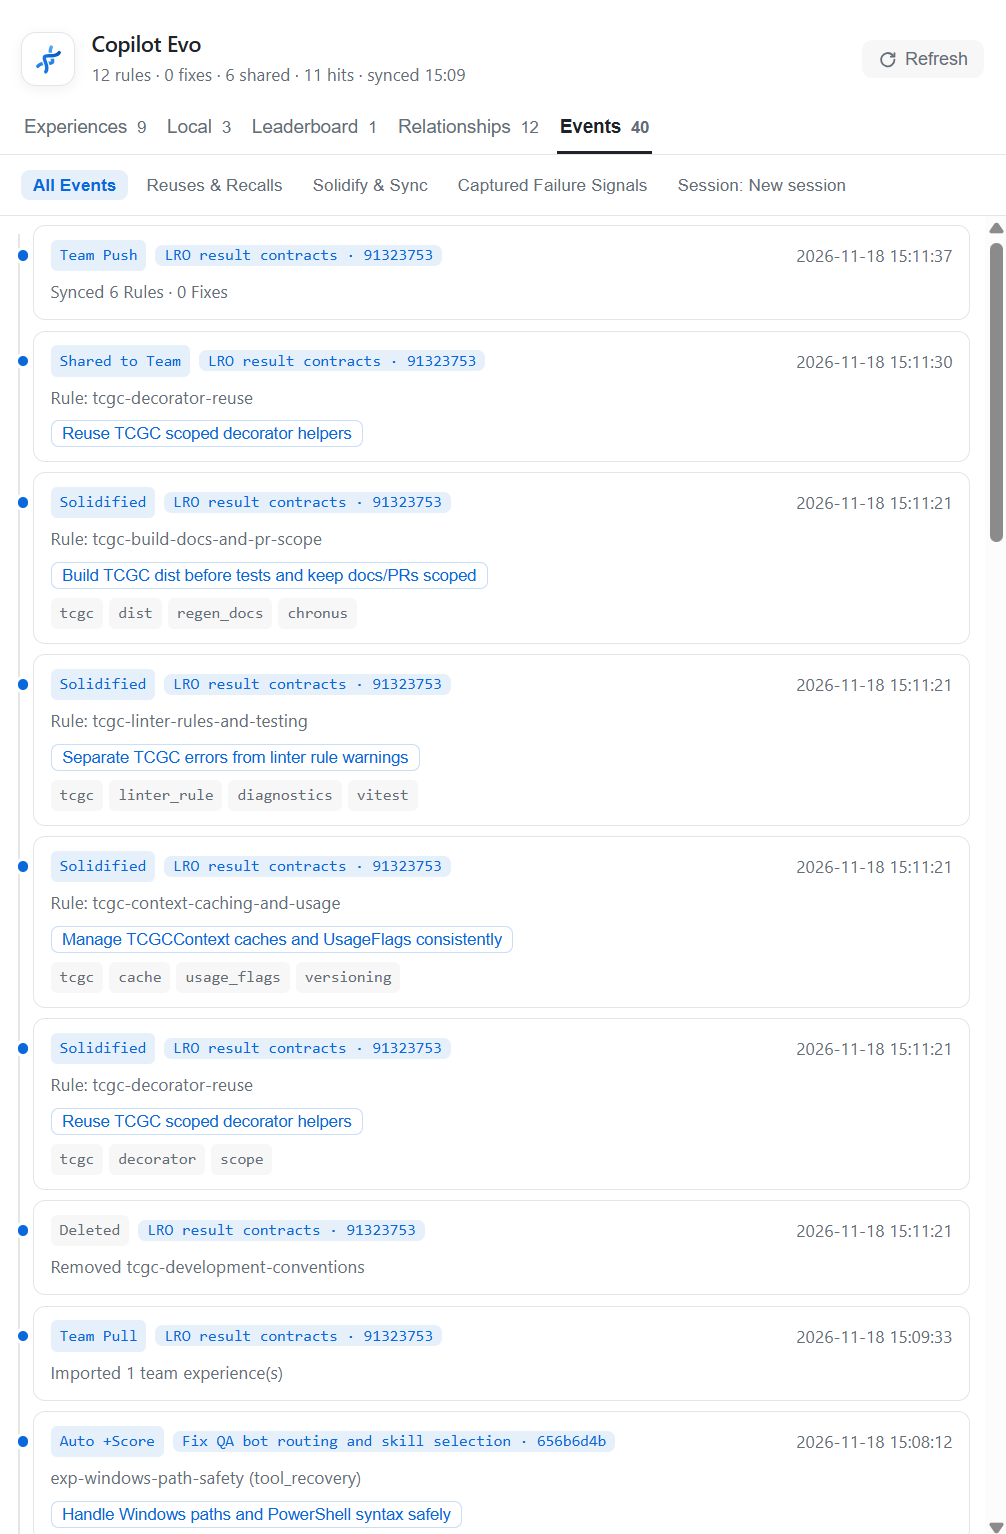 Copilot Evo
12 rules · 0 fixes · 6 shared · 11 hits · synced 15:09
Refresh
Experiences 9 Local 3 Leaderboard 1 Relationships 12 Events 40
All Events Reuses & Recalls Solidify & Sync Captured Failure Signals Session: New session
Team Push LRO result contracts · 91323753 2026-11-18 15:11:37
Synced 6 Rules · 0 Fixes
Shared to Team LRO result contracts · 91323753 2026-11-18 15:11:30
Rule: tcgc-decorator-reuse
Reuse TCGC scoped decorator helpers
Solidified LRO result contracts · 91323753 2026-11-18 15:11:21
Rule: tcgc-build-docs-and-pr-scope
Build TCGC dist before tests and keep docs/PRs scoped
tcgc dist regen_docs chronus
Solidified LRO result contracts · 91323753 2026-11-18 15:11:21
Rule: tcgc-linter-rules-and-testing
Separate TCGC errors from linter rule warnings
tcgc linter_rule diagnostics vitest
Solidified LRO result contracts · 91323753 2026-11-18 15:11:21
Rule: tcgc-context-caching-and-usage
Manage TCGCContext caches and UsageFlags consistently
tcgc cache usage_flags versioning
Solidified LRO result contracts · 91323753 2026-11-18 15:11:21
Rule: tcgc-decorator-reuse
Reuse TCGC scoped decorator helpers
tcgc decorator scope
Deleted LRO result contracts · 91323753 2026-11-18 15:11:21
Removed tcgc-development-conventions
Team Pull LRO result contracts · 91323753 2026-11-18 15:09:33
Imported 1 team experience(s)
Auto +Score Fix QA bot routing and skill selection · 656b6d4b 2026-11-18 15:08:12
exp-windows-path-safety (tool_recovery)
Handle Windows paths and PowerShell syntax safely